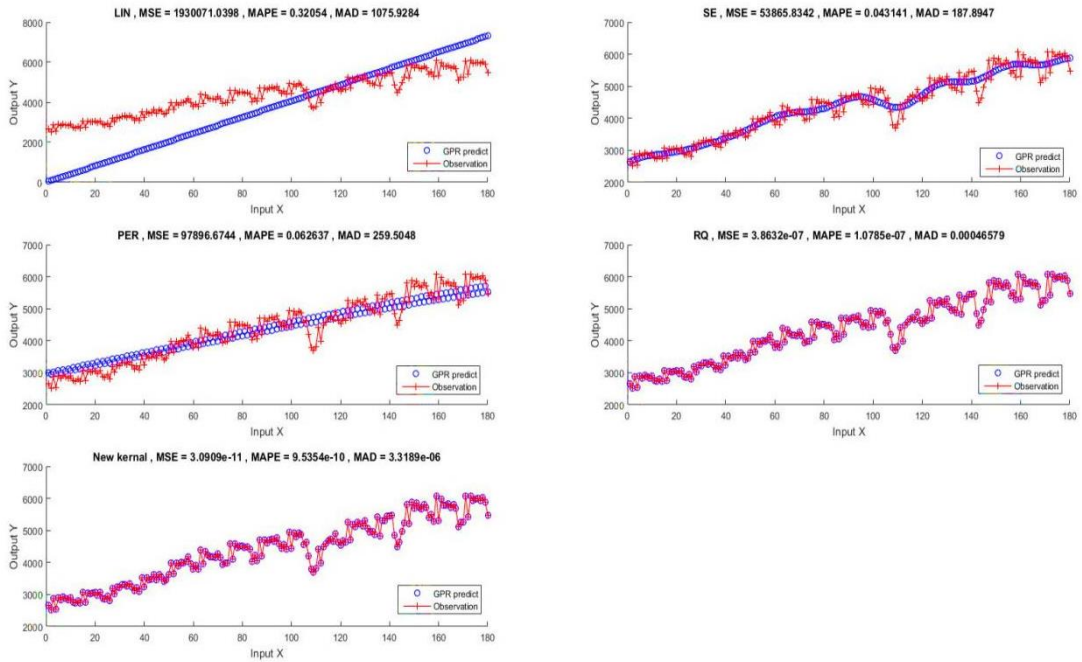 LIN , MSE = 1930071.0398 , MAPE = 0.32054 , MAD = 1075.9284
8000
6000
4000
2000
0
Output Y
0 20 40 60 80 100 120 140 160 180
Input X
GPR predict
Observation
SE , MSE = 53865.8342 , MAPE = 0.043141 , MAD = 187.8947
7000
6000
5000
4000
3000
2000
Output Y
0 20 40 60 80 100 120 140 160 180
Input X
GPR predict
Observation
PER , MSE = 97896.6744 , MAPE = 0.062637 , MAD = 259.5048
7000
6000
5000
4000
3000
2000
Output Y
0 20 40 60 80 100 120 140 160 180
Input X
GPR predict
Observation
RQ , MSE = 3.8632e-07 , MAPE = 1.0785e-07 , MAD = 0.00046579
7000
6000
5000
4000
3000
2000
Output Y
0 20 40 60 80 100 120 140 160 180
Input X
GPR predict
Observation
New kernal , MSE = 3.0909e-11 , MAPE = 9.5354e-10 , MAD = 3.3189e-06
7000
6000
5000
4000
3000
2000
Output Y
0 20 40 60 80 100 120 140 160 180
Input X
GPR predict
Observation